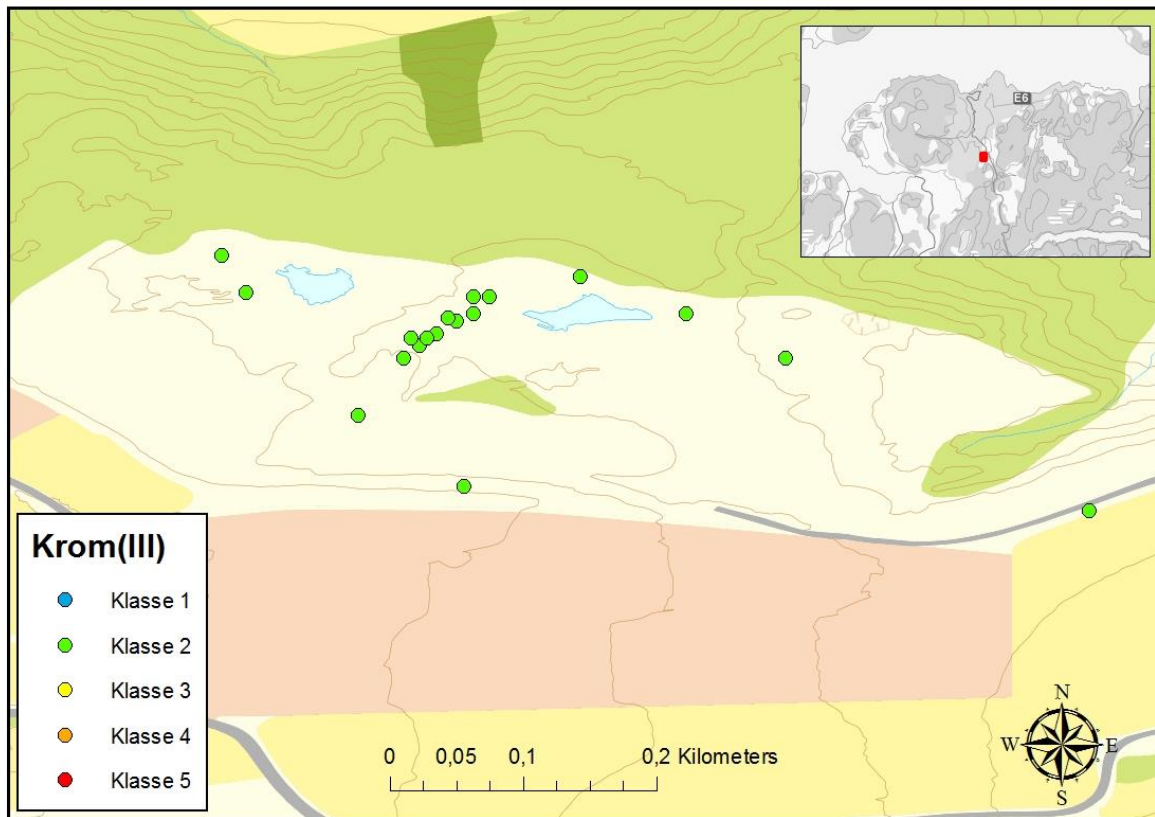 E6
Krom(III)
Klasse 1
Klasse 2
Klasse 3
Klasse 4
Klasse 5
0 0,05 0,1 0,2 Kilometers
N
W E
S